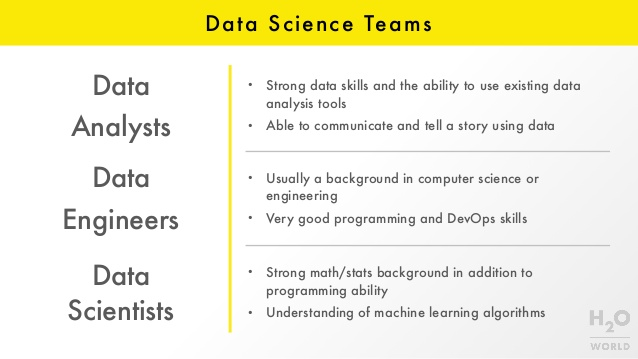 Data Science Teams
Data
Analysts
• Strong data skills and the ability to use existing data
analysis tools
• Able to communicate and tell a story using data
Data
Engineers
• Usually a background in computer science or
engineering
• Very good programming and DevOps skills
Data
Scientists
• Strong math/stats background in addition to
programming ability
• Understanding of machine learning algorithms
H2O
WORLD